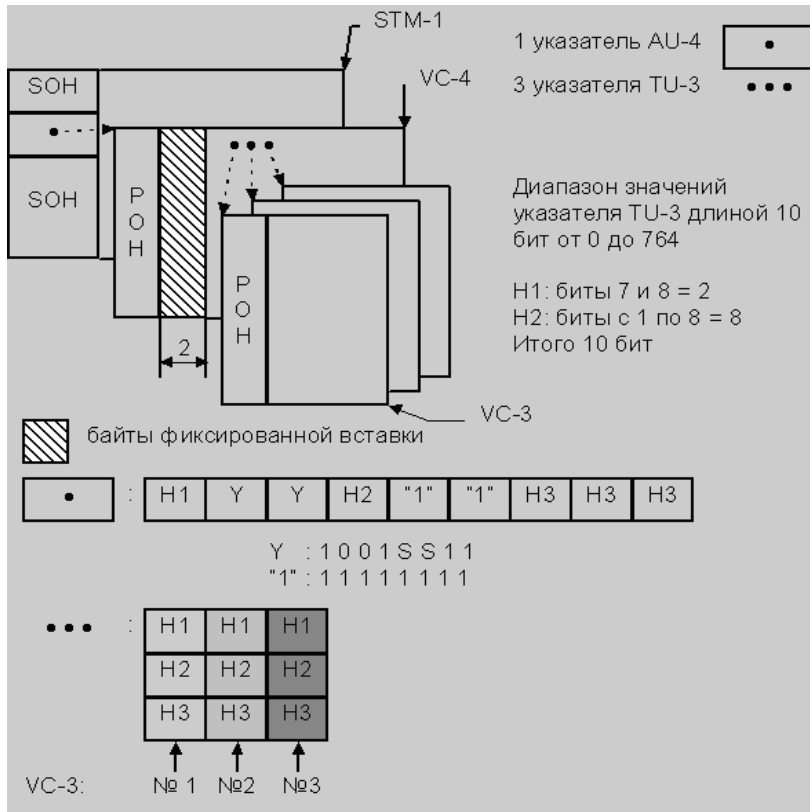 STM-1
1 указатель AU-4
SOH
VC-4
3 указателя TU-3
SOH
P
O
H
Диапазон значений
указателя TU-3 длиной 10
бит от 0 до 764
P
O
H
H1: биты 7 и 8 = 2
H2: биты с 1 по 8 = 8
Итого 10 бит
2
VC-3
байты фиксированной вставки
: H1 Y Y H2 "1" "1" H3 H3 H3
Y : 1 0 0 1 S S 1 1
"1" : 1 1 1 1 1 1 1 1
: H1 H1 H1
H2 H2 H2
H3 H3 H3
VC-3: № 1 №2 №3